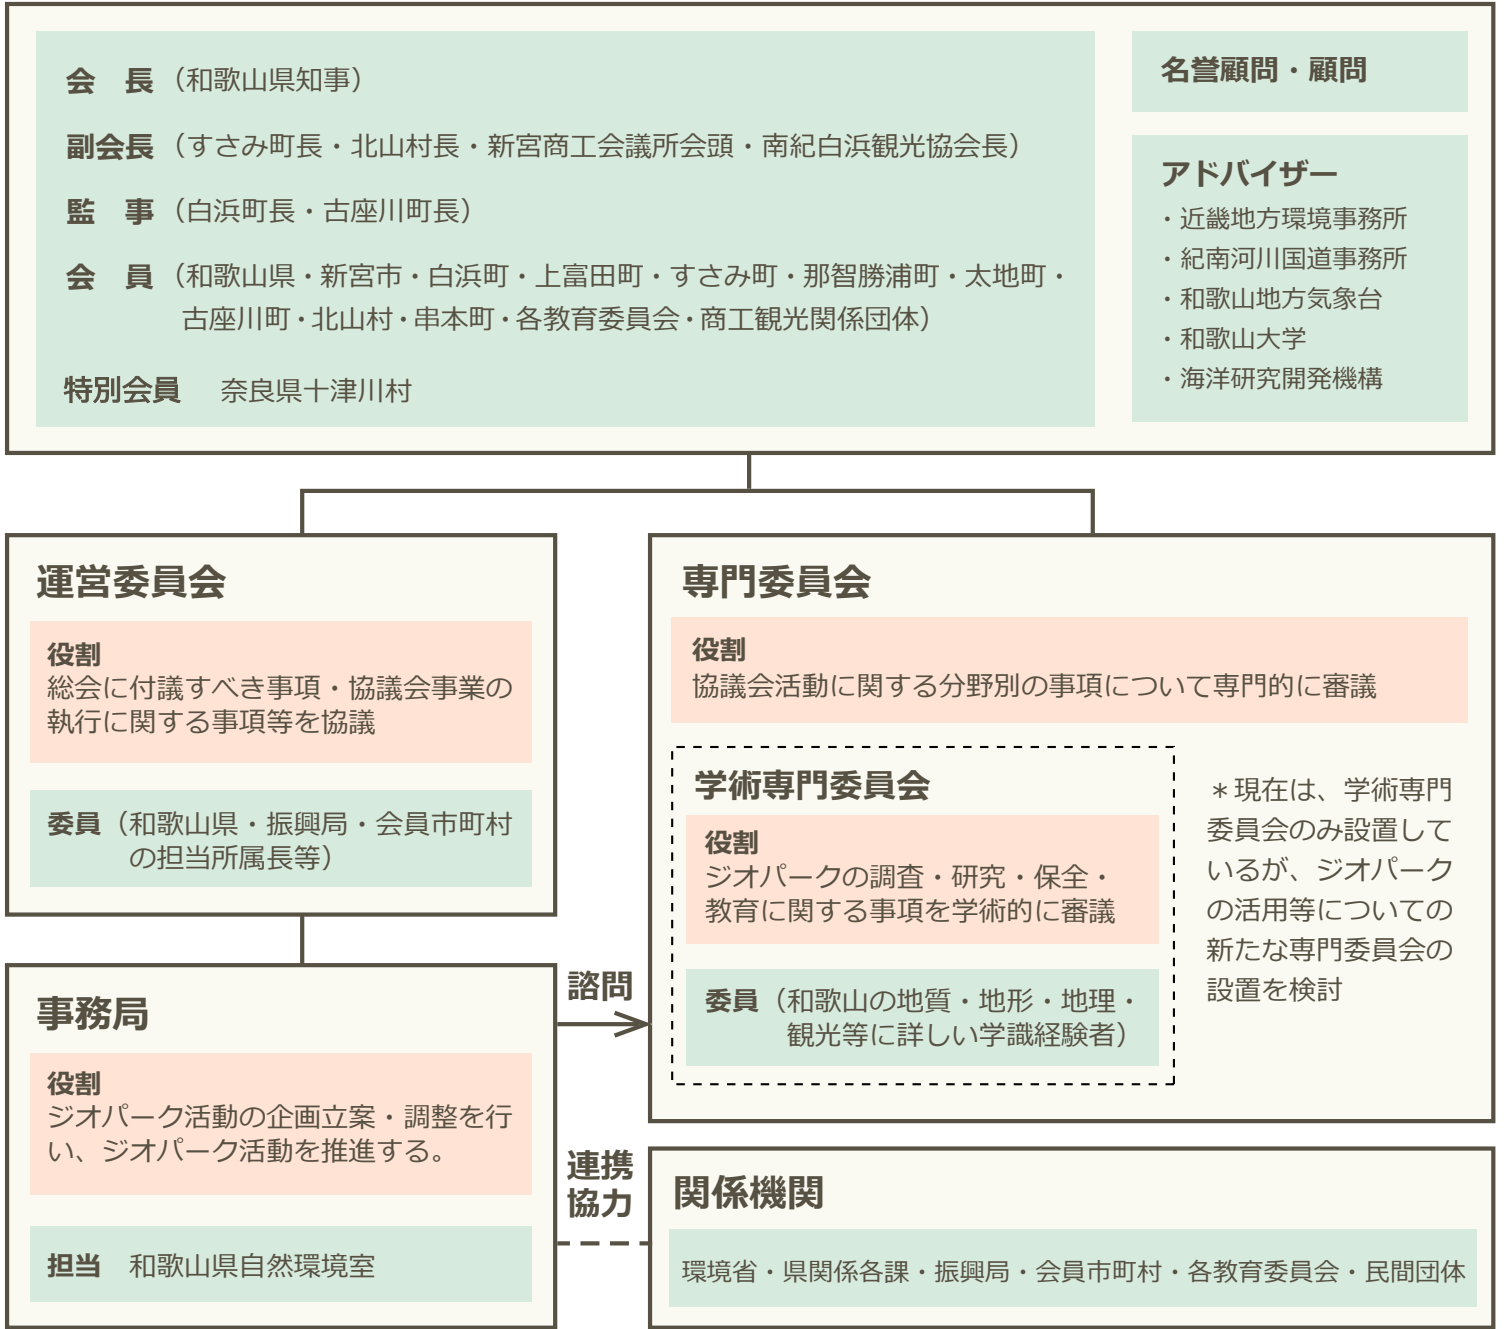 会　長（和歌山県知事）
副会長（すさみ町長・北山村長・新宮商工会議所会頭・南紀白浜観光協会長）
監　事（白浜町長・古座川町長）
会　員（和歌山県・新宮市・白浜町・上富田町・すさみ町・那智勝浦町・太地町・
古座川町・北山村・串本町・各教育委員会・商工観光関係団体）
特別会員　奈良県十津川村
名誉顧問・顧問
アドバイザー
・近畿地方環境事務所
・紀南河川国道事務所
・和歌山地方気象台
・和歌山大学
・海洋研究開発機構
運営委員会
役割
総会に付議すべき事項・協議会事業の
執行に関する事項等を協議
委員（和歌山県・振興局・会員市町村
の担当所属長等）
専門委員会
役割
協議会活動に関する分野別の事項について専門的に審議
学術専門委員会
役割
ジオパークの調査・研究・保全・
教育に関する事項を学術的に審議
委員（和歌山の地質・地形・地理・
観光等に詳しい学識経験者）
＊現在は、学術専門
委員会のみ設置して
いるが、ジオパーク
の活用等についての
新たな専門委員会の
設置を検討
事務局
役割
ジオパーク活動の企画立案・調整を行
い、ジオパーク活動を推進する。
担当　和歌山県自然環境室
諮問
連携
協力
関係機関
環境省・県関係各課・振興局・会員市町村・各教育委員会・民間団体